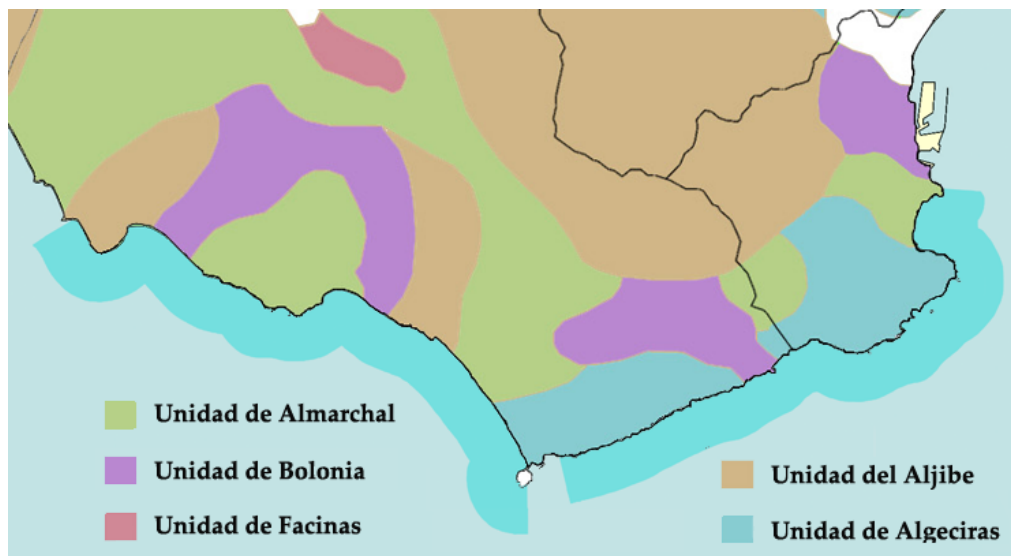 Unidad de Almarchal
Unidad de Bolonia
Unidad de Facinas
Unidad del Aljibe
Unidad de Algeciras